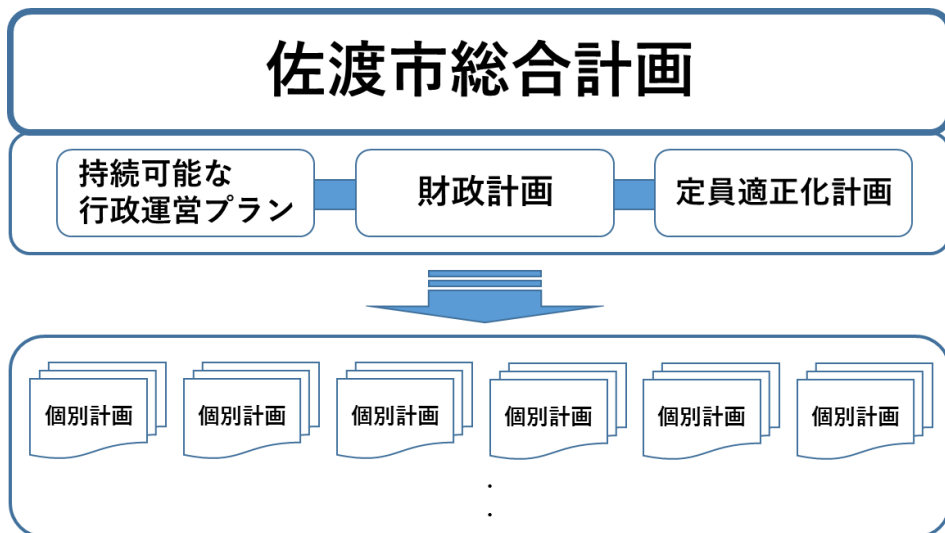 佐渡市総合計画
持続可能な
行政運営プラン
財政計画
定員適正化計画
個別計画
個別計画
個別計画
個別計画
個別計画
個別計画
.
.